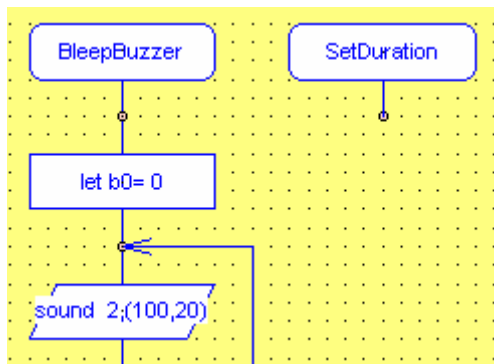 BleepBuzzer
SetDuration
let b0= 0
sound 2;(100,20)